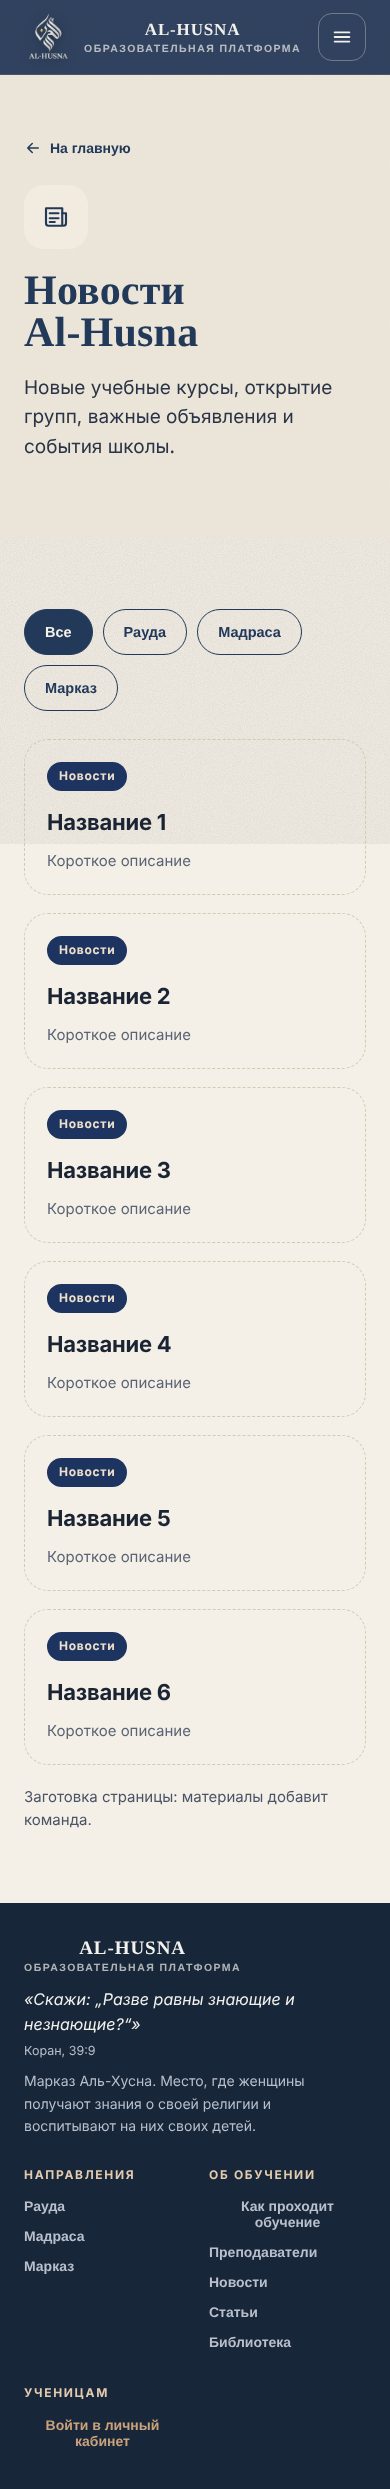 AL-HUSNA
AL-HUSNA
ОБРАЗОВАТЕЛЬНАЯ ПЛАТФОРМА
← На главную
Новости
Al-Husna
Новые учебные курсы, открытие
групп, важные объявления и
события школы.
Все
Рауда
Мадраса
Марказ
Новости
Название 1
Короткое описание
Новости
Название 2
Короткое описание
Новости
Название 3
Короткое описание
Новости
Название 4
Короткое описание
Новости
Название 5
Короткое описание
Новости
Название 6
Короткое описание
Заготовка страницы: материалы добавит
команда.
AL-HUSNA
ОБРАЗОВАТЕЛЬНАЯ ПЛАТФОРМА
«Скажи: „Разве равны знающие и
незнающие?“»
Коран, 39:9
Марказ Аль-Хусна. Место, где женщины
получают знания о своей религии и
воспитывают на них своих детей.
НАПРАВЛЕНИЯ
Рауда
Мадраса
Марказ
ОБ ОБУЧЕНИИ
Как проходит
обучение
Преподаватели
Новости
Статьи
Библиотека
УЧЕНИЦАМ
Войти в личный
кабинет